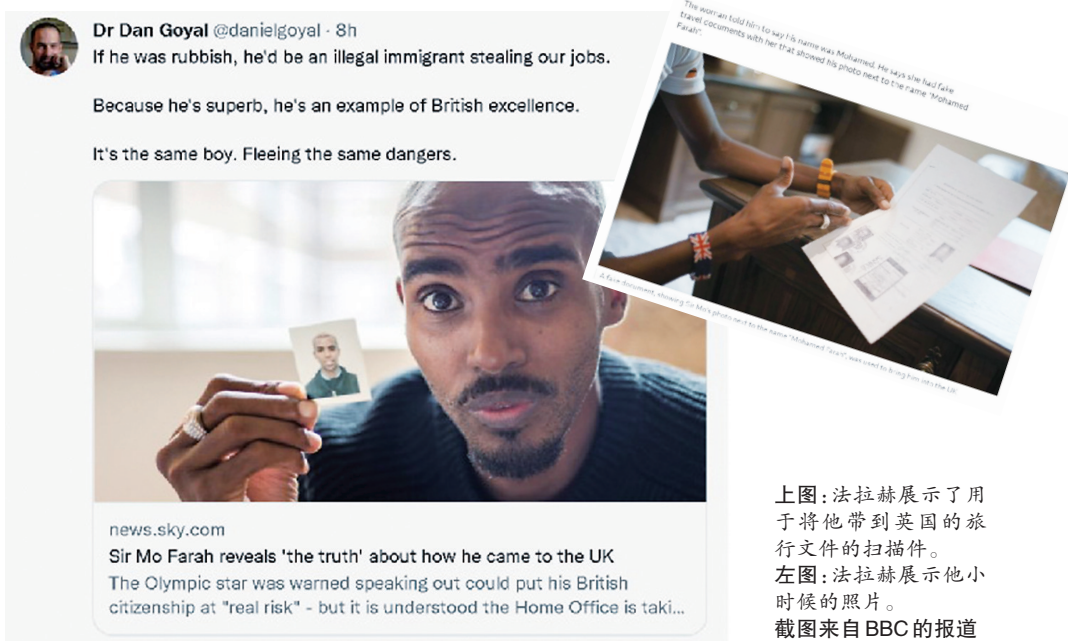 Dr Dan Goyal @danielgoyal · 8h
If he was rubbish, he'd be an illegal immigrant stealing our jobs.
Because he's superb, he's an example of British excellence.
It's the same boy. Fleeing the same dangers.
news.sky.com
Sir Mo Farah reveals 'the truth' about how he came to the UK
The Olympic star was warned speaking out could put his British
citizenship at "real risk" - but it is understood the Home Office is taki...
The woman told him to say his name was Mohamed. He says she had fake
travel documents with her that showed his photo next to the name "Mohamed
Farah".
A fake document, showing Sir Mo's photo next to the name "Mohamed Farah", was used to bring him into the UK
上图:法拉赫展示了用
于将他带到英国的旅
行文件的扫描件。
左图:法拉赫展示他小
时候的照片。
截图来自BBC的报道